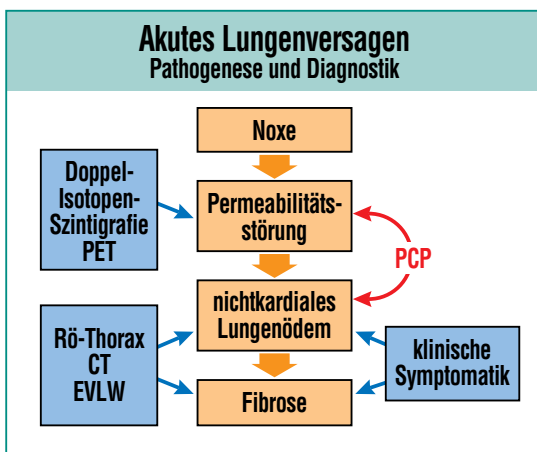 Akutes Lungenversagen
Pathogenese und Diagnostik
Noxe
Doppel-
Isotopen-
Szintigrafie
PET
Permeabilitäts-
störung
PCP
nichtkardiales
Lungenödem
Rö-Thorax
CT
EVLW
klinische
Symptomatik
Fibrose